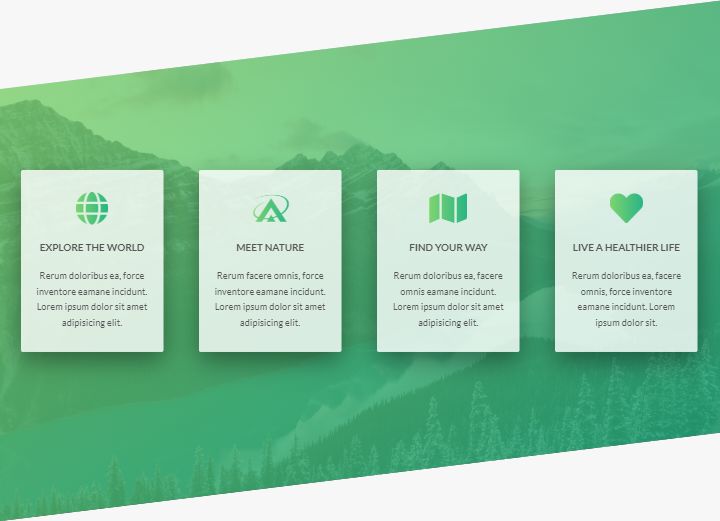 EXPLORE THE WORLD
Rerum doloribus ea, force
inventore eamane incidunt.
Lorem ipsum dolor sit amet
adipisicing elit.
MEET NATURE
Rerum facere omnis, force
inventore eamane incidunt.
Lorem ipsum dolor sit amet
adipisicing elit.
FIND YOUR WAY
Rerum doloribus ea, facere
omnis eamane incidunt.
Lorem ipsum dolor sit amet
adipisicing elit.
LIVE A HEALTHIER LIFE
Rerum doloribus ea, facere
omnis, force inventore
eamane incidunt. Lorem
ipsum dolor sit.